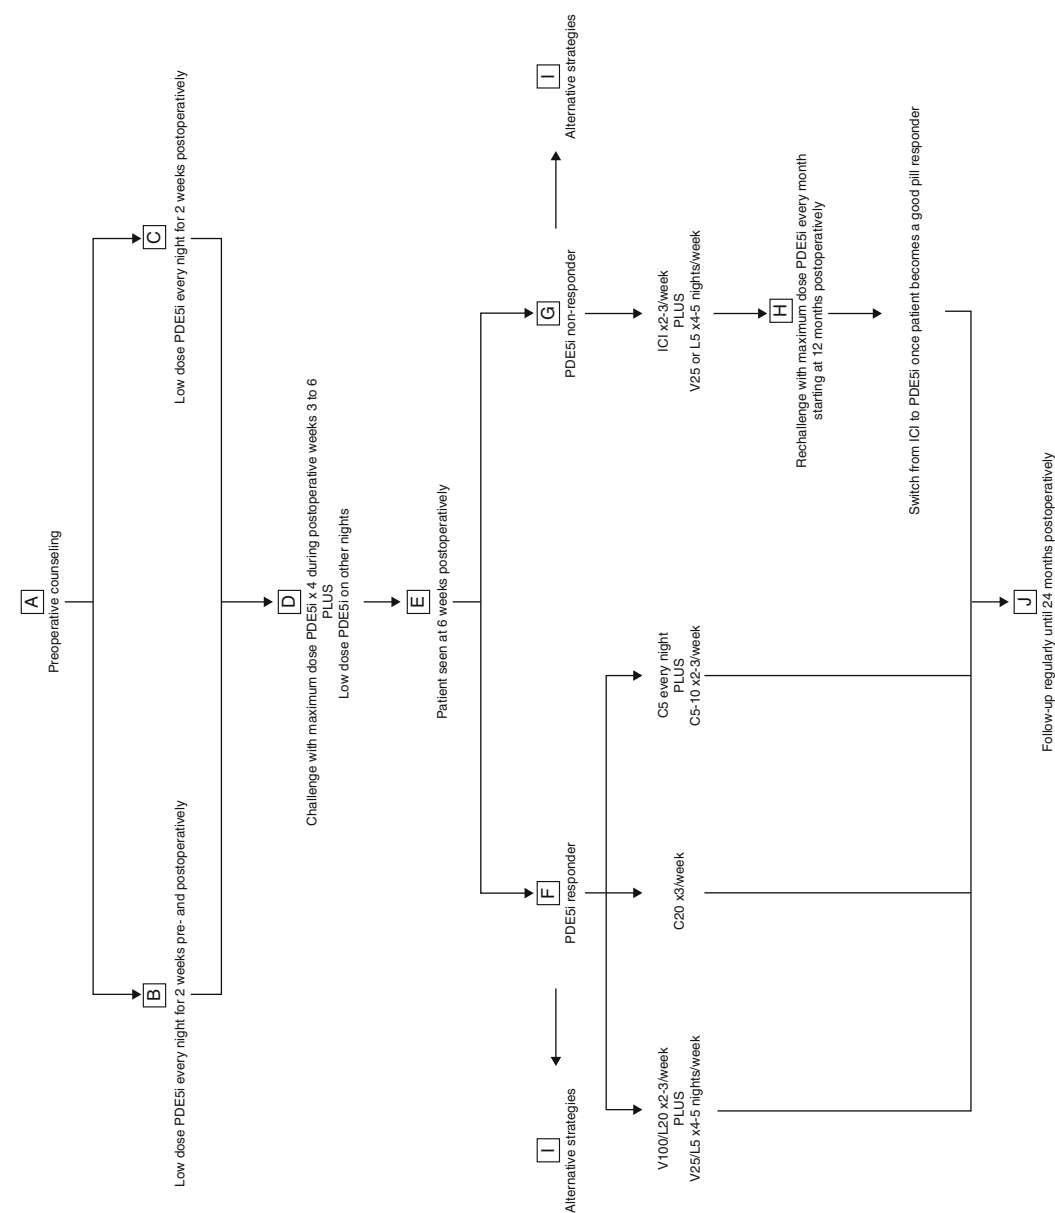 A
Preoperative counseling
B
Low dose PDE5i every night for 2 weeks pre- and postoperatively
C
Low dose PDE5i every night for 2 weeks postoperatively
D
Challenge with maximum dose PDE5i x 4 during postoperative weeks 3 to 6
PLUS
Low dose PDE5i on other nights
E
Patient seen at 6 weeks postoperatively
I
Alternative strategies
F
PDE5i responder
G
PDE5i non-responder
I
Alternative strategies
V100/L20 x2-3/week
PLUS
V25/L5 x4-5 nights/week
C20 x3/week
C5 every night
PLUS
C5-10 x2-3/week
ICI x2-3/week
PLUS
V25 or L5 x4-5 nights/week
H
Rechallenge with maximum dose PDE5i every month
starting at 12 months postoperatively
Switch from ICI to PDE5i once patient becomes a good pill responder
J
Follow-up regularly until 24 months postoperatively